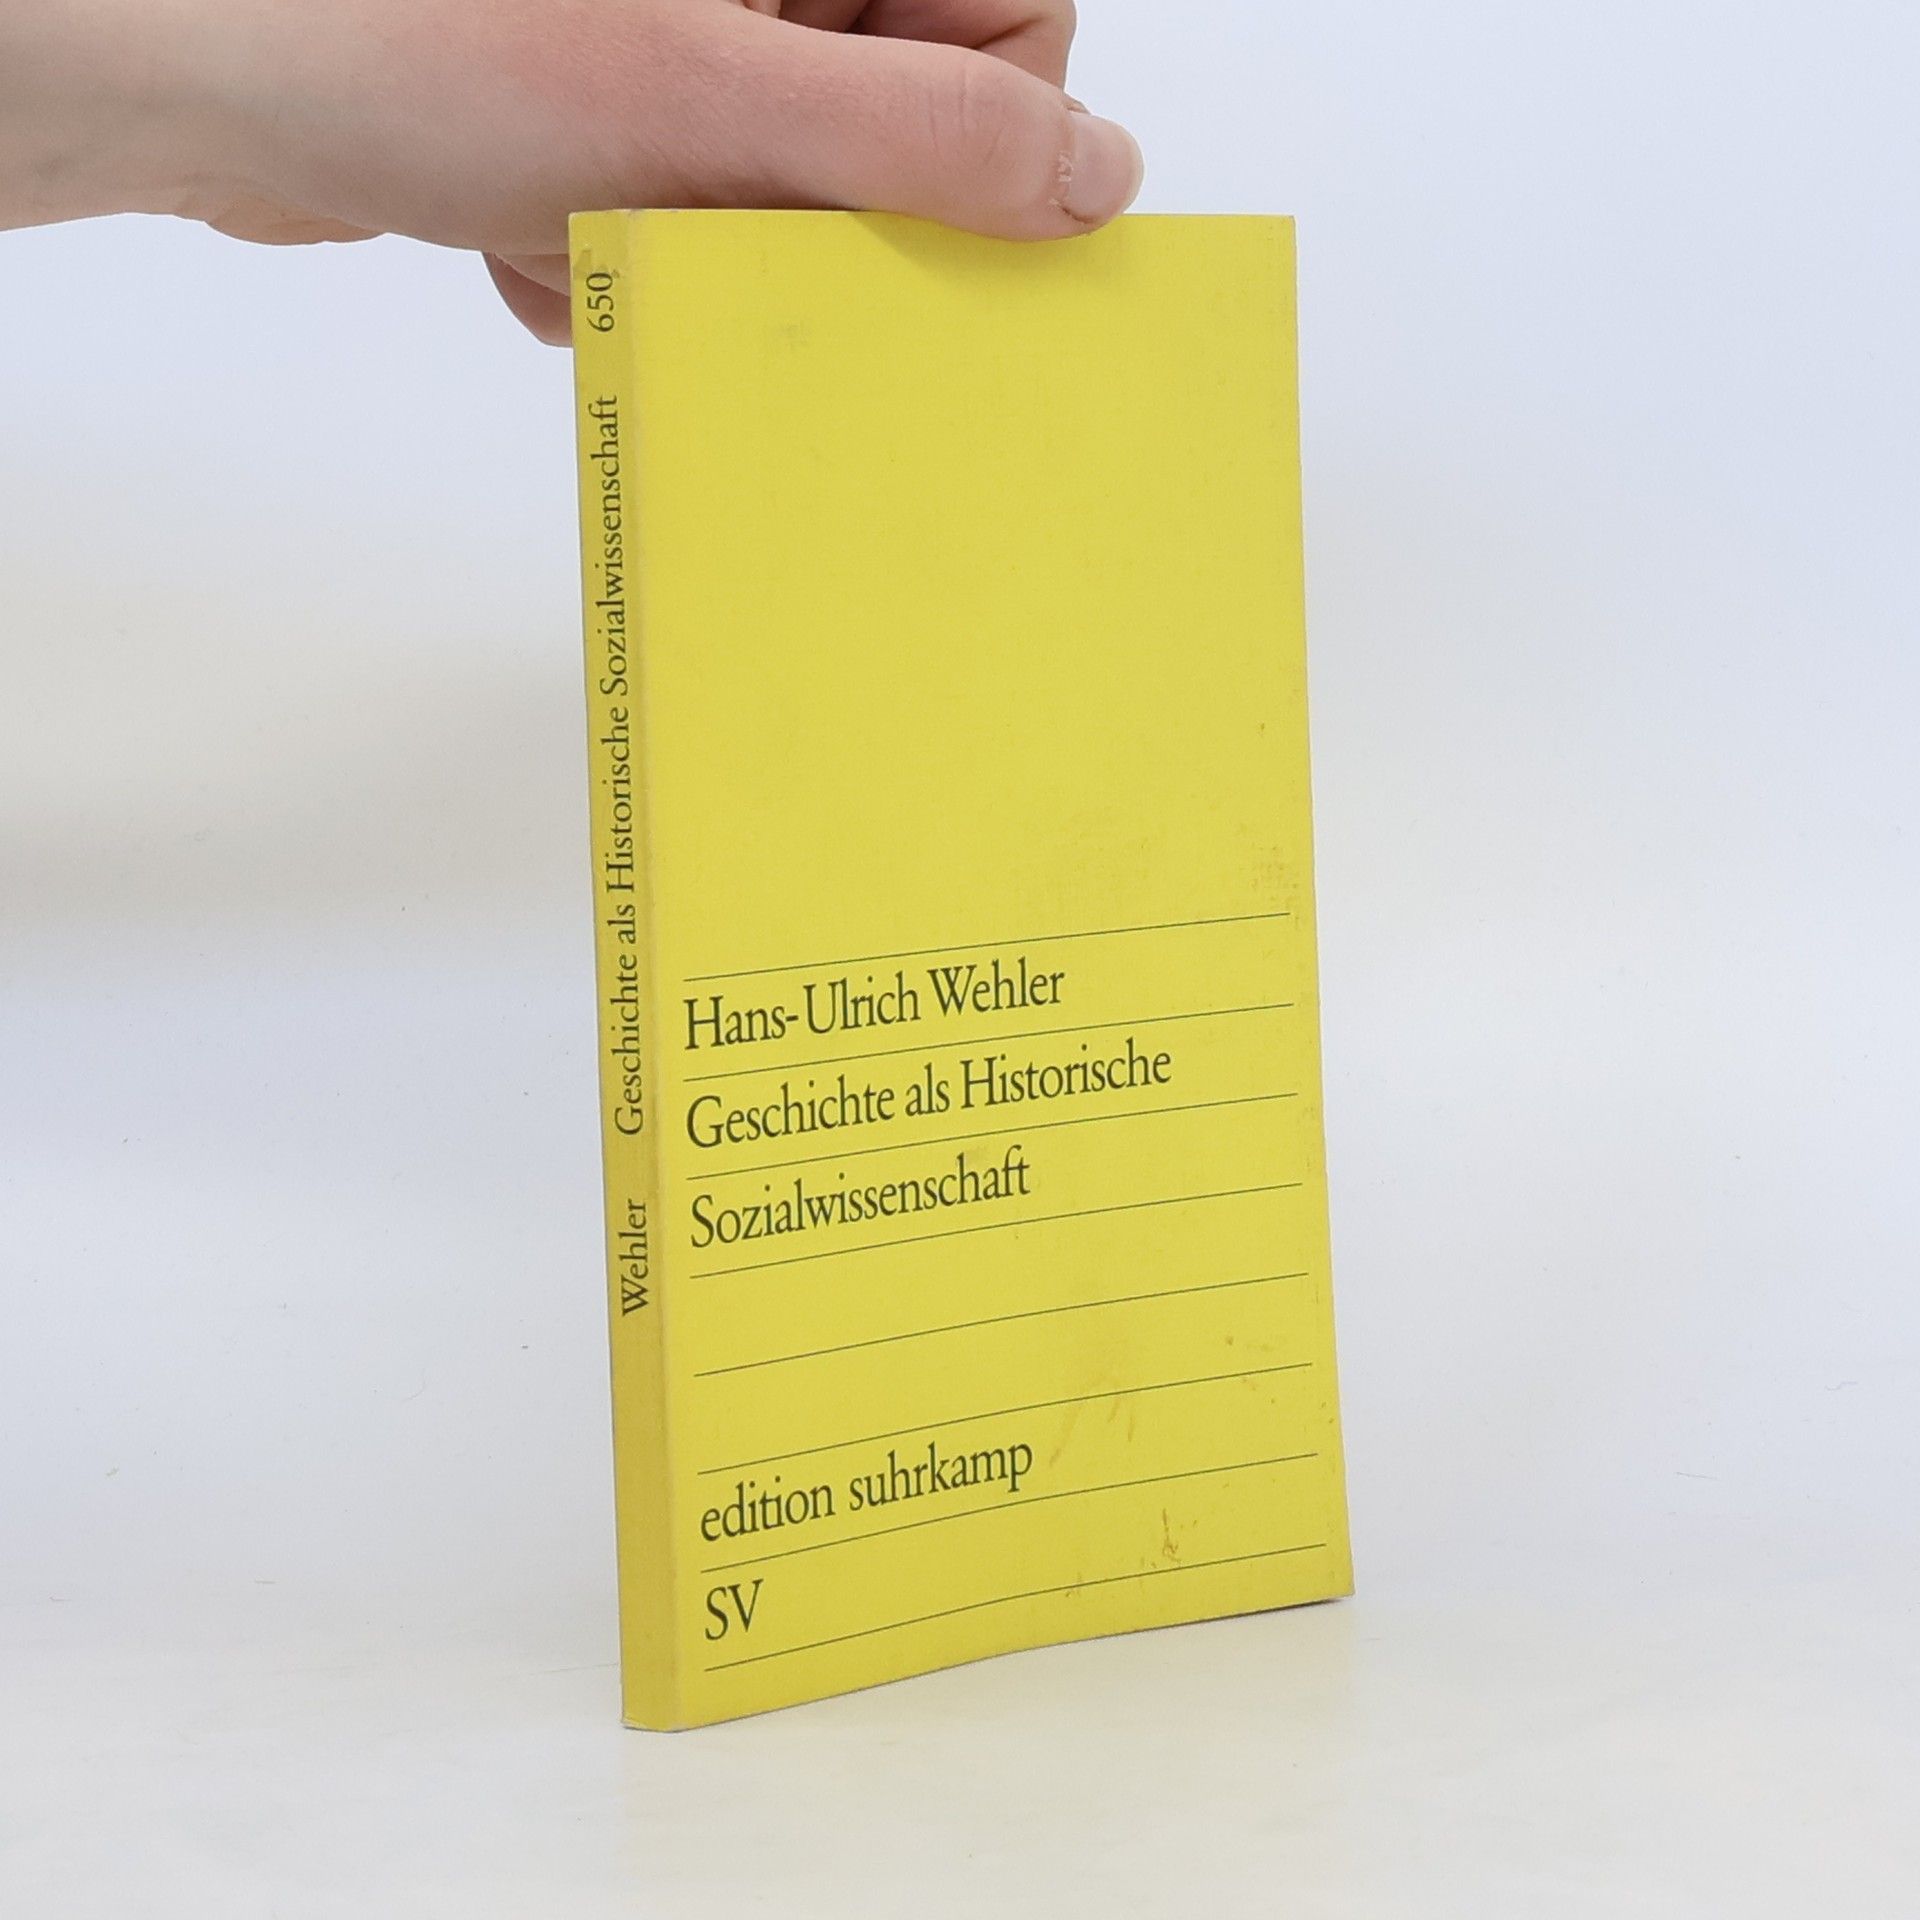 Wehler Geschichte als Historische Sozialwissenschaft 650
Hans-Ulrich Wehler
Geschichte als Historische
Sozialwissenschaft
edition suhrkamp
SV